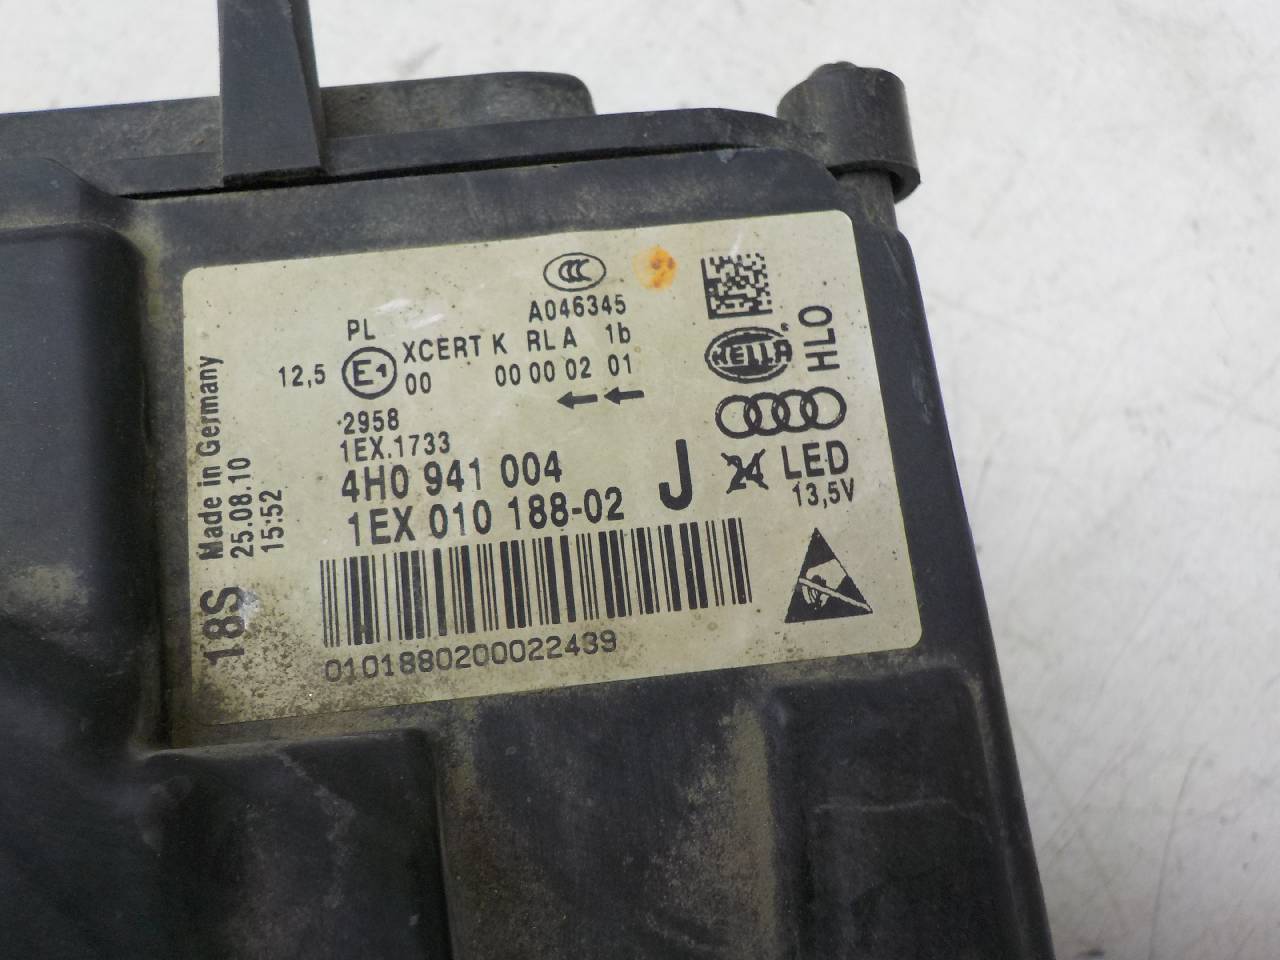 CCC
A046345
PL
XCERT K RL A 1b
12,5 E1 00 00 00 02 01
2958
1EX.1733
4H0 941 004 J
1EX 010 188-02
0101880200022439
HELLA
HLO
24 LED
13,5V
Made in Germany
25.08.10
15:52
18S